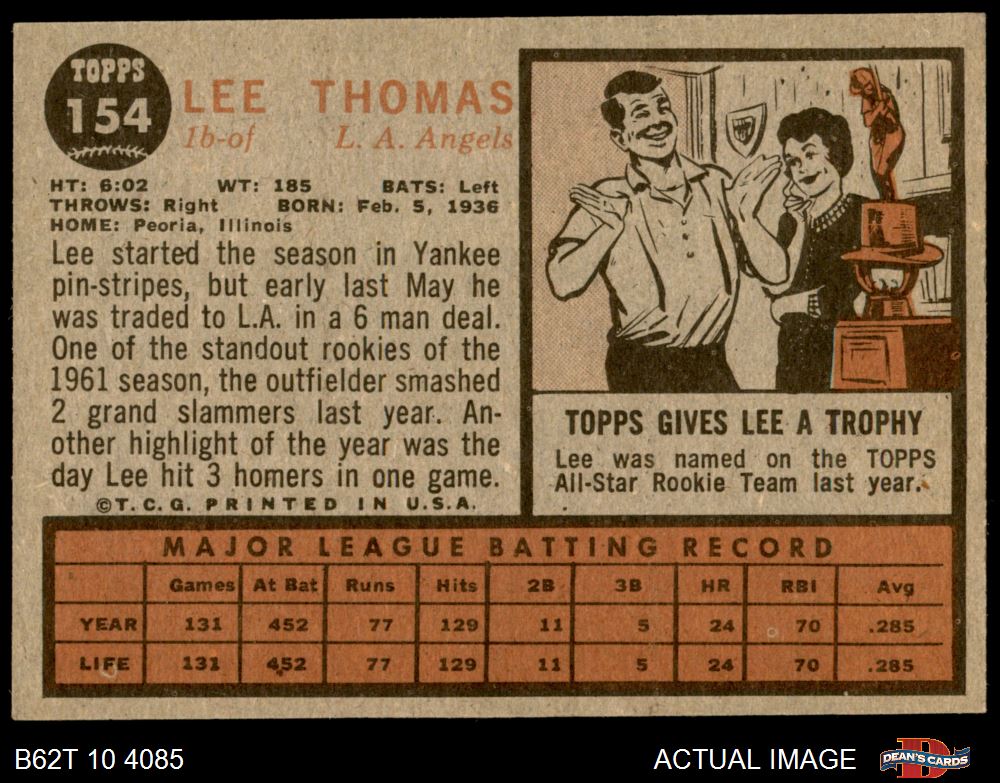 TOPPS
154
LEE THOMAS
1b-of L. A. Angels
HT: 6:02 WT: 185 BATS: Left
THROWS: Right BORN: Feb. 5, 1936
HOME: Peoria, Illinois
Lee started the season in Yankee
pin-stripes, but early last May he
was traded to L.A. in a 6 man deal.
One of the standout rookies of the
1961 season, the outfielder smashed
2 grand slammers last year. An-
other highlight of the year was the
day Lee hit 3 homers in one game.
©T.C.G. PRINTED IN U.S.A.
TOPPS GIVES LEE A TROPHY
Lee was named on the TOPPS
All-Star Rookie Team last year.
MAJOR LEAGUE BATTING RECORD
Games At Bat Runs Hits 2B 3B HR RBI Avg
YEAR 131 452 77 129 11 5 24 70 .285
LIFE 131 452 77 129 11 5 24 70 .285
B62T 10 4085 ACTUAL IMAGE
DEAN'S CARDS